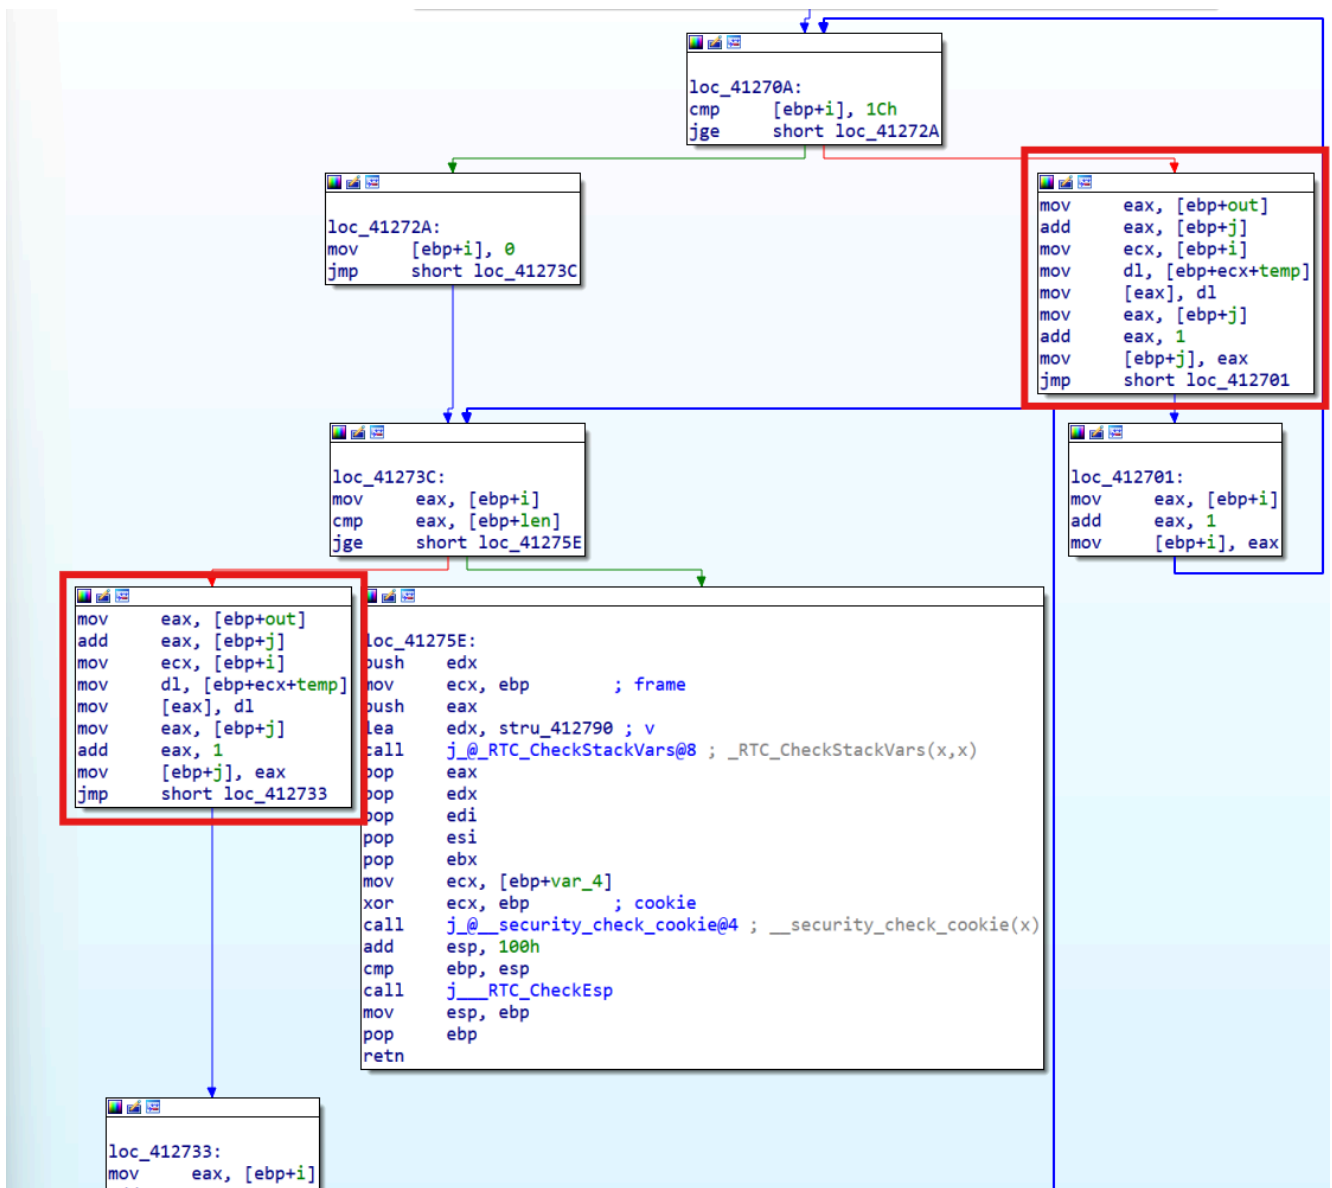 loc_41270A:
cmp [ebp+i], 1Ch
jge short loc_41272A
loc_41272A:
mov [ebp+i], 0
jmp short loc_41273C
mov eax, [ebp+out]
add eax, [ebp+j]
mov ecx, [ebp+i]
mov dl, [ebp+ecx+temp]
mov [eax], dl
mov eax, [ebp+j]
add eax, 1
mov [ebp+j], eax
jmp short loc_412701
loc_41273C:
mov eax, [ebp+i]
cmp eax, [ebp+len]
jge short loc_41275E
loc_412701:
mov eax, [ebp+i]
add eax, 1
mov [ebp+i], eax
mov eax, [ebp+out]
add eax, [ebp+j]
mov ecx, [ebp+i]
mov dl, [ebp+ecx+temp]
mov [eax], dl
mov eax, [ebp+j]
add eax, 1
mov [ebp+j], eax
jmp short loc_412733
loc_41275E:
push edx
mov ecx, ebp ; frame
push eax
lea edx, stru_412790 ; v
call j_@_RTC_CheckStackVars@8 ; _RTC_CheckStackVars(x,x)
pop eax
pop edx
pop edi
pop esi
pop ebx
mov ecx, [ebp+var_4]
xor ecx, ebp ; cookie
call j_@__security_check_cookie@4 ; __security_check_cookie(x)
add esp, 100h
cmp ebp, esp
call j___RTC_CheckEsp
mov esp, ebp
pop ebp
retn
loc_412733:
mov eax, [ebp+i]